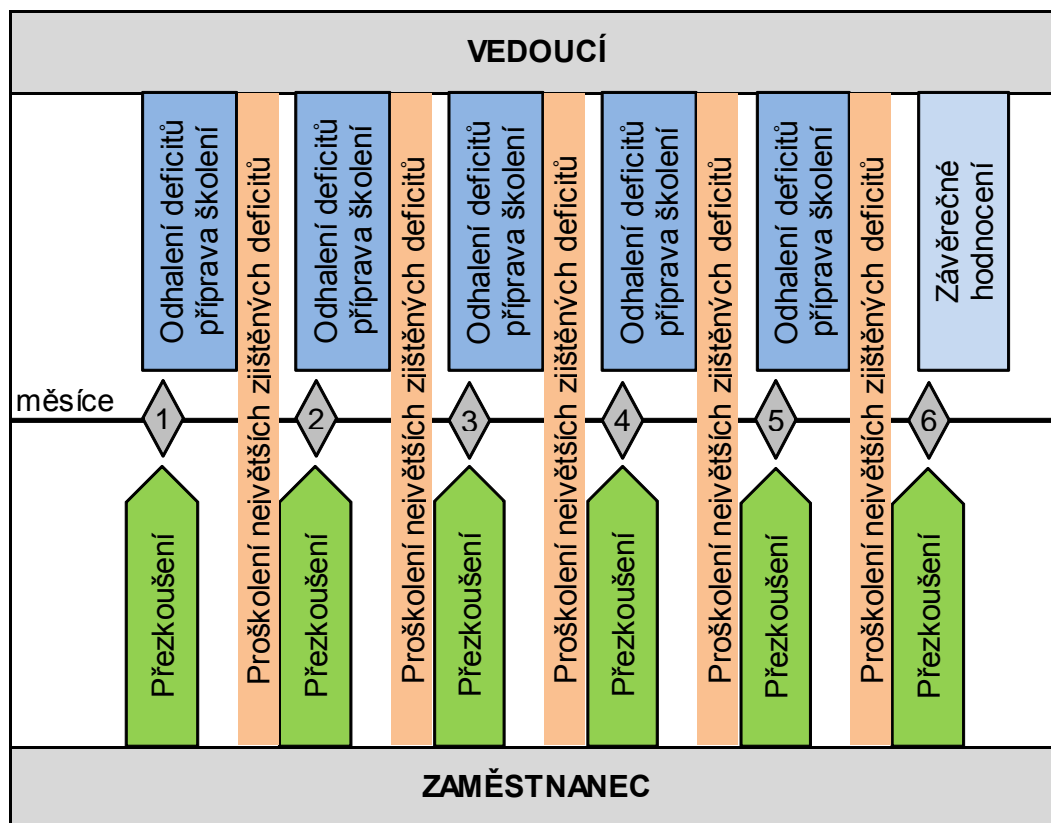 VEDOUCÍ
Odhalení deficitů
příprava školení
Proškolení největších zjištěných deficitů
Odhalení deficitů
příprava školení
Proškolení největších zjištěných deficitů
Odhalení deficitů
příprava školení
Proškolení největších zjištěných deficitů
Odhalení deficitů
příprava školení
Proškolení největších zjištěných deficitů
Odhalení deficitů
příprava školení
Proškolení největších zjištěných deficitů
Závěrečné
hodnocení
měsíce
1
2
3
4
5
6
Přezkoušení
Přezkoušení
Přezkoušení
Přezkoušení
Přezkoušení
Přezkoušení
ZAMĚSTNANEC